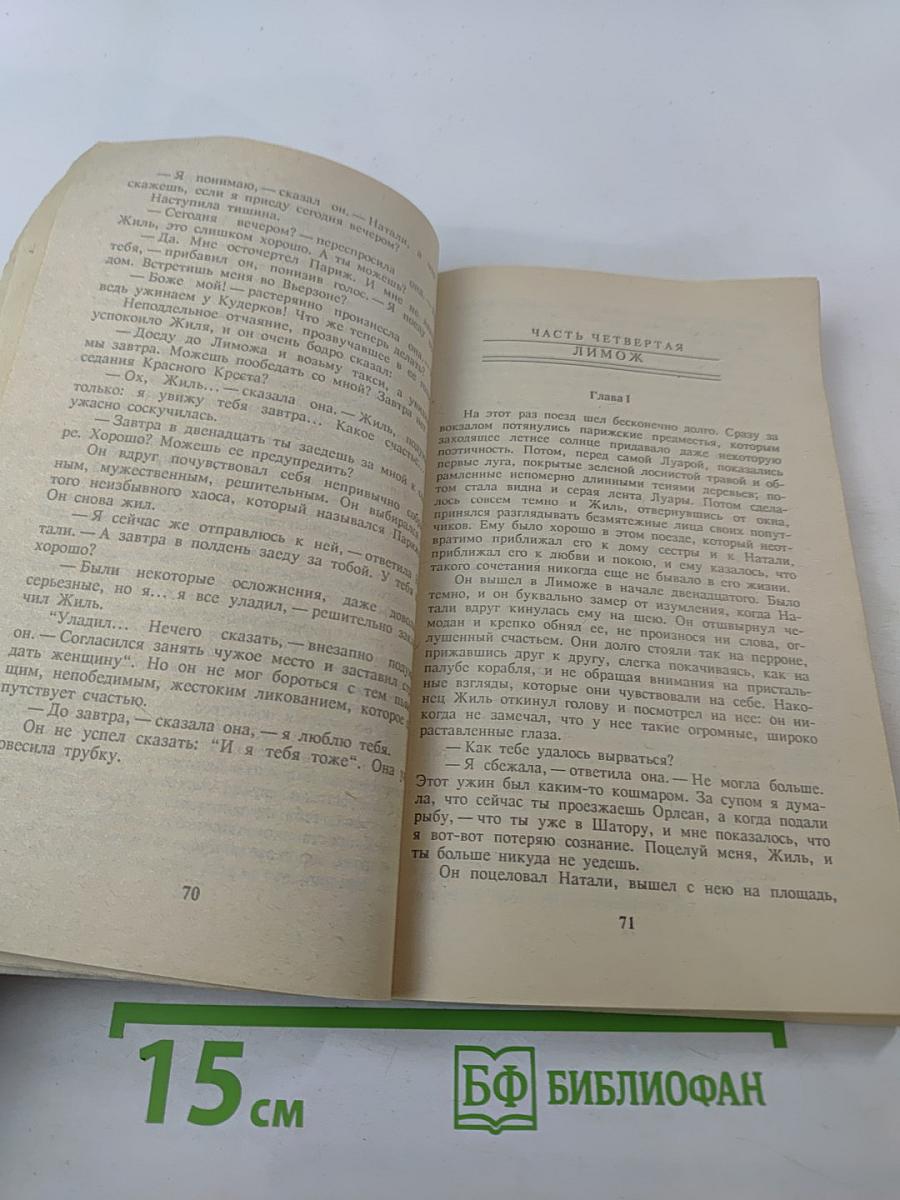 — Я понимаю, — сказал он. — Натали, а
скажешь, если я приеду сегодня вечером?
Наступила тишина.
— Сегодня вечером? — переспросила она. —
Жиль, это слишком хорошо. А ты можешь?
— Да. Мне осточертел Париж. И мне не
тебя, — прибавил он, понизив голос. — Я поеду
дом. Встретишь меня во Вьерзоне?
— Боже мой! — растерянно произнесла она.
ведь ужинаем у Кудерков! Что же теперь делать?
Неподдельное отчаяние, прозвучавшее в ее
успокоило Жиля, и он очень бодро сказал:
— Доеду до Лиможа и возьму такси, а
мы завтра. Можешь пообедать со мной? Завтра нет
седания Красного Креста?
— Ох, Жиль... — сказала она. — Жиль,
только: я увижу тебя завтра... Какое счастье...
ужасно соскучилась.
— Завтра в двенадцать ты заедешь за мной к
ре. Хорошо? Можешь ее предупредить?
Он вдруг почувствовал себя непривычно
ным, мужественным, решительным. Он выбирался
того неизбывного хаоса, который назывался
Он снова жил.
— Я сейчас же отправлюсь к ней, — ответила
тали. — А завтра в полдень заеду за тобой. У тебя
хорошо?
— Были некоторые осложнения, даже
серьезные, но я... я все уладил, — решительно
чил Жиль.
“Уладил... Нечего сказать, — внезапно
он. — Согласился занять чужое место и заставил
дать женщину“. Но он не мог бороться с тем
щим, непобедимым, жестоким ликованием, которое
путствует счастью.
— До завтра, — сказала она, — я люблю тебя.
Он не успел сказать: “И я тебя тоже“. Она
овесила трубку.
70
ЧАСТЬ ЧЕТВЕРТАЯ
ЛИМОЖ
Глава I
На этот раз поезд шел бесконечно долго. Сразу за
вокзалом потянулись парижские предместья, которым
заходящее летнее солнце придавало даже некоторую
поэтичность. Потом, перед самой Луарой, показались
первые луга, покрытые зеленой лоснистой травой и об-
рамленные непомерно длинными тенями деревьев; по-
том стала видна и серая лента Луары. Потом сдела-
лось совсем темно и Жиль, отвернувшись от окна,
принялся разглядывать безмятежные лица своих попут-
чиков. Ему было хорошо в этом поезде, который неот-
вратимо приближал его к дому сестры и к Натали,
приближал его к любви и покою, и ему казалось, что
такого сочетания никогда еще не бывало в его жизни.
Он вышел в Лиможе в начале двенадцатого. Было
темно, и он буквально замер от изумления, когда На-
тали вдруг кинулась ему на шею. Он отшвырнул че-
модан и крепко обнял ее, не произнося ни слова, ог-
лушенный счастьем. Они долго стояли так на перроне,
прижавшись друг к другу, слегка покачиваясь, как на
палубе корабля, и не обращая внимания на присталь-
ные взгляды, которые они чувствовали на себе. Нако-
нец Жиль откинул голову и посмотрел на нее: он ни-
когда не замечал, что у нее такие огромные, широко
раставленные глаза.
— Как тебе удалось вырваться?
— Я сбежала, — ответила она. — Не могла больше.
Этот ужин был каким-то кошмаром. За супом я дума-
ла, что сейчас ты проезжаешь Орлеан, а когда подали
рыбу, — что ты уже в Шатору, и мне показалось, что
я вот-вот потеряю сознание. Поцелуй меня, Жиль, и
ты больше никуда не уедешь.
Он поцеловал Натали, вышел с нею на площадь,
71
15 см
БФ БИБЛИОФАН